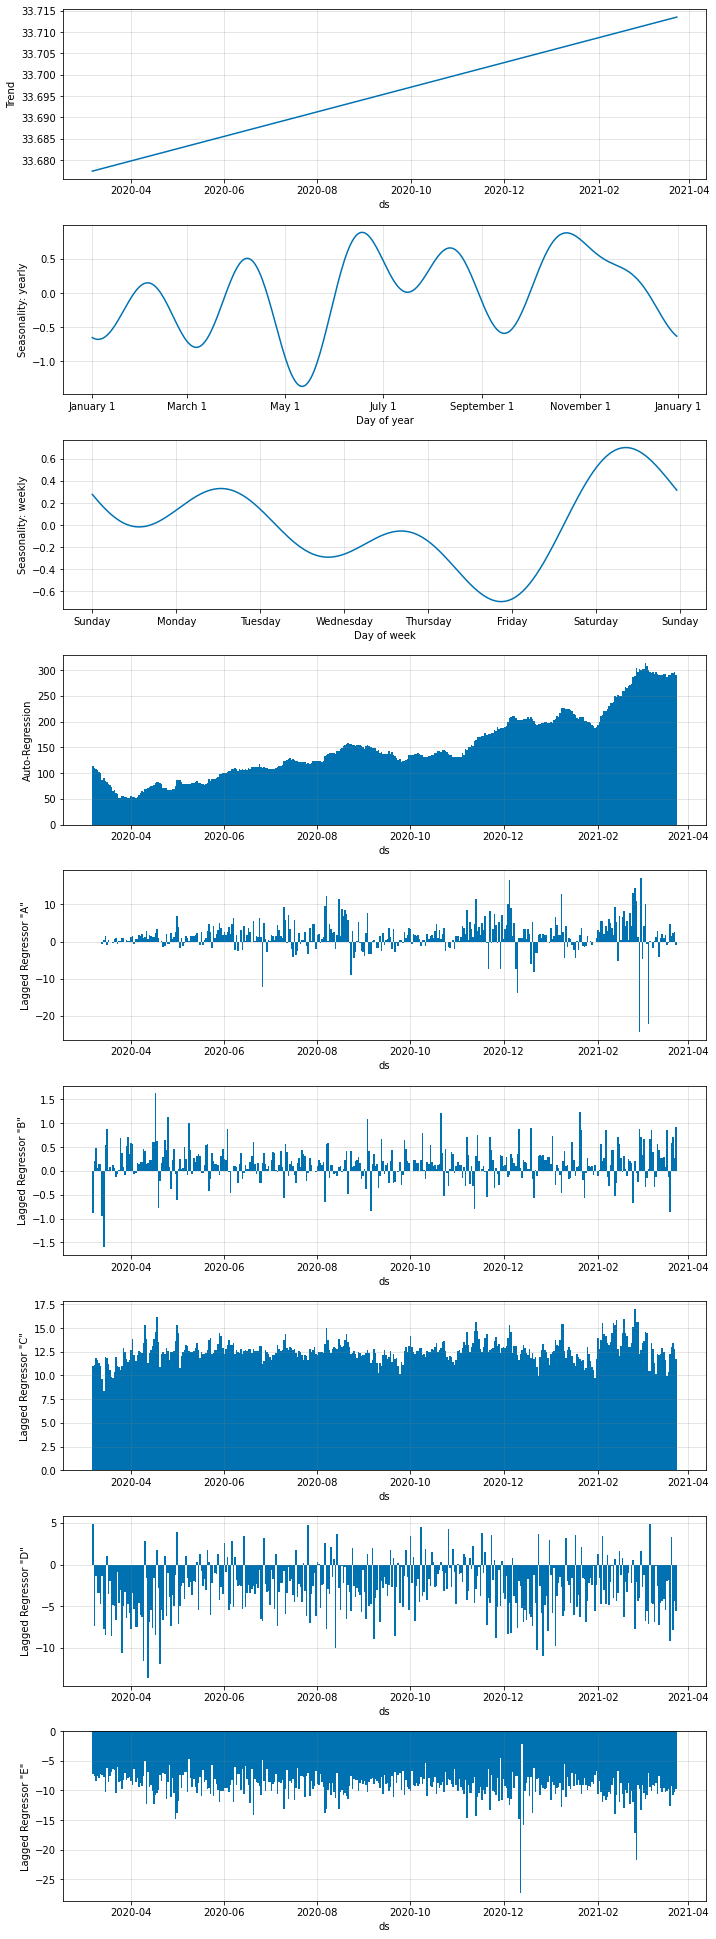 33.715
33.710
33.705
33.700
33.695
33.690
33.685
33.680
Trend
2020-04 2020-06 2020-08 2020-10 2020-12 2021-02 2021-04
ds
0.5
0.0
−0.5
−1.0
Seasonality: yearly
January 1 March 1 May 1 July 1 September 1 November 1 January 1
Day of year
0.6
0.4
0.2
0.0
−0.2
−0.4
−0.6
Seasonality: weekly
Sunday Monday Tuesday Wednesday Thursday Friday Saturday Sunday
Day of week
300
250
200
150
100
50
0
Auto-Regression
2020-04 2020-06 2020-08 2020-10 2020-12 2021-02 2021-04
ds
10
0
−10
−20
Lagged Regressor "A"
2020-04 2020-06 2020-08 2020-10 2020-12 2021-02 2021-04
ds
1.5
1.0
0.5
0.0
−0.5
−1.0
−1.5
Lagged Regressor "B"
2020-04 2020-06 2020-08 2020-10 2020-12 2021-02 2021-04
ds
17.5
15.0
12.5
10.0
7.5
5.0
2.5
0.0
Lagged Regressor "C"
2020-04 2020-06 2020-08 2020-10 2020-12 2021-02 2021-04
ds
5
0
−5
−10
Lagged Regressor "D"
2020-04 2020-06 2020-08 2020-10 2020-12 2021-02 2021-04
ds
0
−5
−10
−15
−20
−25
Lagged Regressor "E"
2020-04 2020-06 2020-08 2020-10 2020-12 2021-02 2021-04
ds